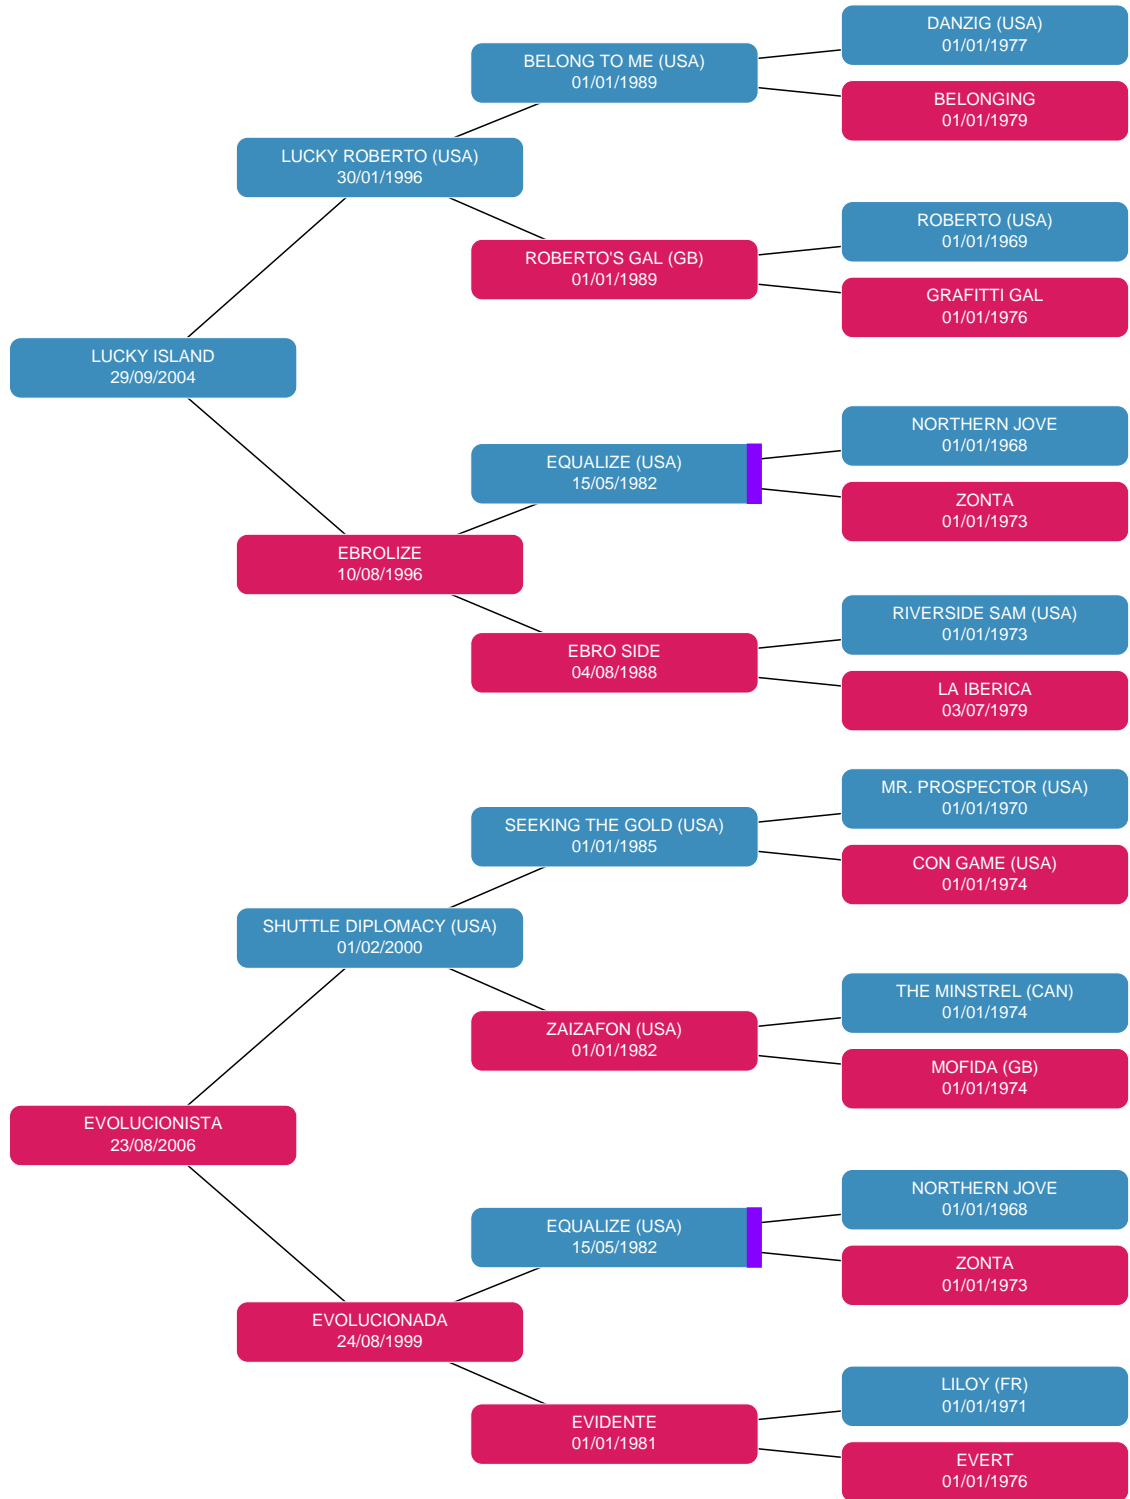 DANZIG (USA)
01/01/1977
BELONG TO ME (USA)
01/01/1989
BELONGING
01/01/1979
LUCKY ROBERTO (USA)
30/01/1996
ROBERTO (USA)
01/01/1969
ROBERTO'S GAL (GB)
01/01/1989
GRAFITTI GAL
01/01/1976
LUCKY ISLAND
29/09/2004
NORTHERN JOVE
01/01/1968
EQUALIZE (USA)
15/05/1982
ZONTA
01/01/1973
EBROLIZE
10/08/1996
RIVERSIDE SAM (USA)
01/01/1973
EBRO SIDE
04/08/1988
LA IBERICA
03/07/1979
MR. PROSPECTOR (USA)
01/01/1970
SEEKING THE GOLD (USA)
01/01/1985
CON GAME (USA)
01/01/1974
SHUTTLE DIPLOMACY (USA)
01/02/2000
THE MINSTREL (CAN)
01/01/1974
ZAIZAFON (USA)
01/01/1982
MOFIDA (GB)
01/01/1974
EVOLUCIONISTA
23/08/2006
NORTHERN JOVE
01/01/1968
EQUALIZE (USA)
15/05/1982
ZONTA
01/01/1973
EVOLUCIONADA
24/08/1999
LILOY (FR)
01/01/1971
EVIDENTE
01/01/1981
EVERT
01/01/1976